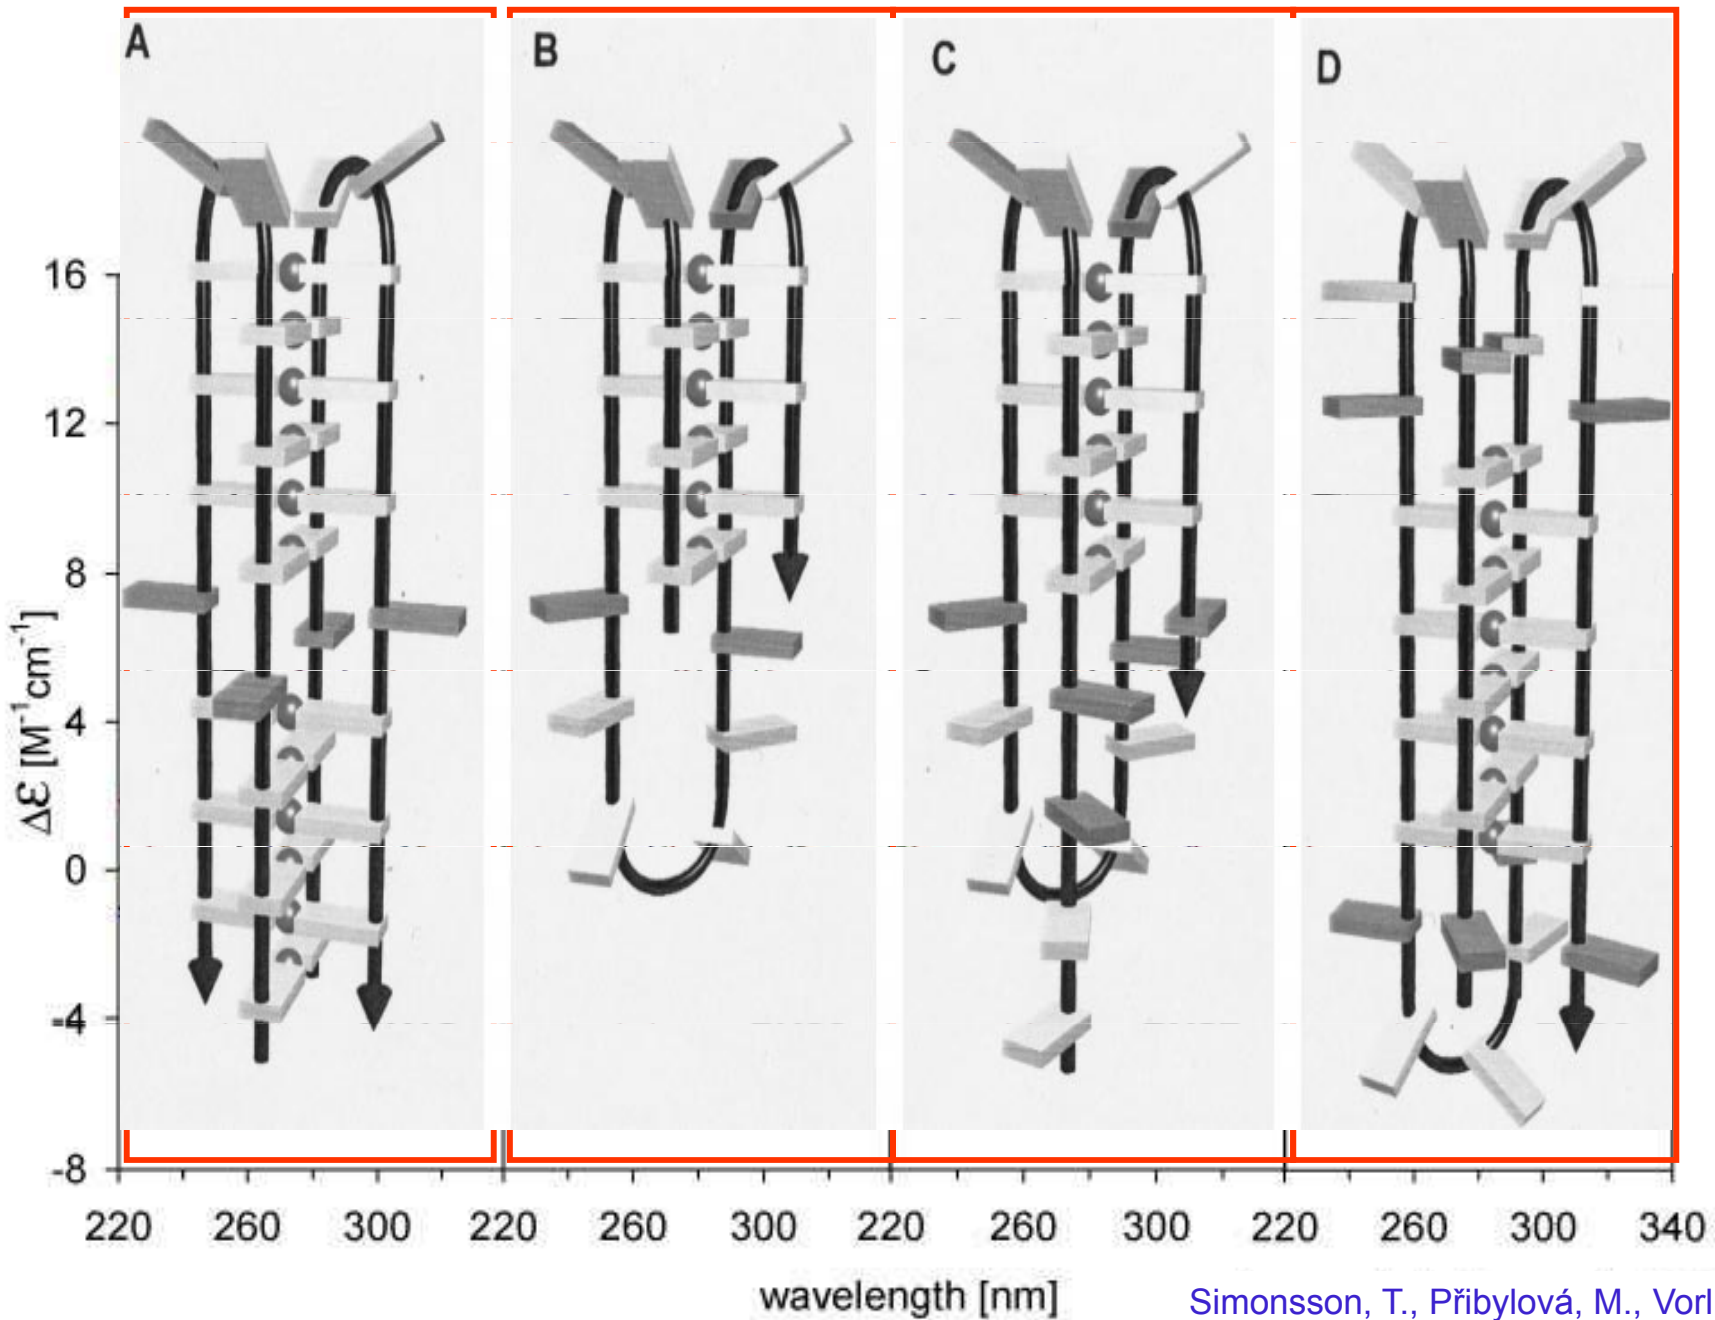 A
B
C
D
16
12
8
4
0
-4
-8
Δε [M-1cm-1]
220 260 300 220 260 300 220 260 300 220 260 300 340
wavelength [nm]
Simonsson, T., Přibylová, M., Vorl